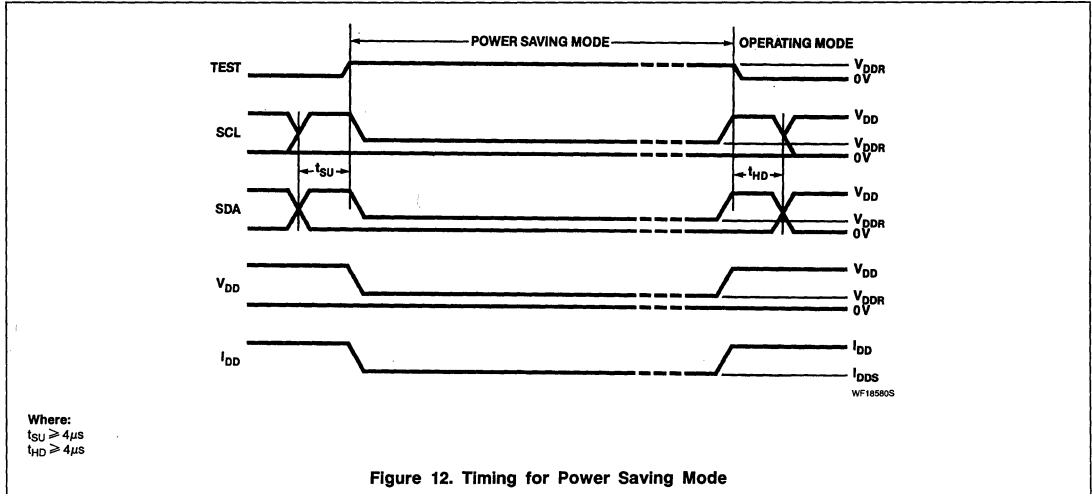 POWER SAVING MODE
OPERATING MODE
TEST
VDDR
0V
SCL
VDD
VDDR
0V
tSU
tHD
SDA
VDD
VDDR
0V
VDD
VDD
VDDR
0V
IDD
IDD
IDDS
WF18580S
Where:
tSU ⩾ 4μs
tHD ⩾ 4μs
Figure 12. Timing for Power Saving Mode